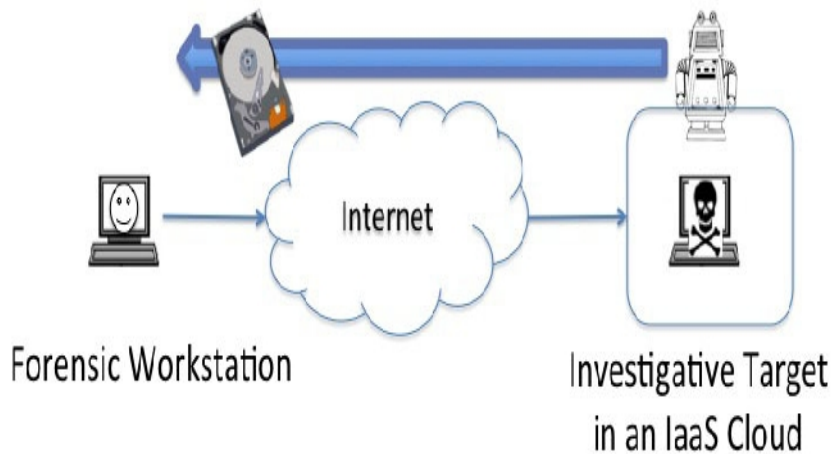 Internet
Forensic Workstation
Investigative Target
in an IaaS Cloud